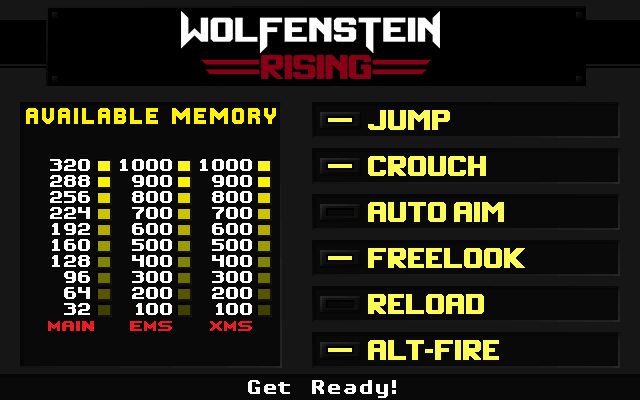 WOLFENSTEIN
RISING
AVAILABLE MEMORY
320 1000 1000
288 900 900
256 800 800
224 700 700
192 600 600
160 500 500
128 400 400
96 300 300
64 200 200
32 100 100
MAIN EMS XMS
JUMP
CROUCH
AUTO AIM
FREELOOK
RELOAD
ALT-FIRE
Get Ready!